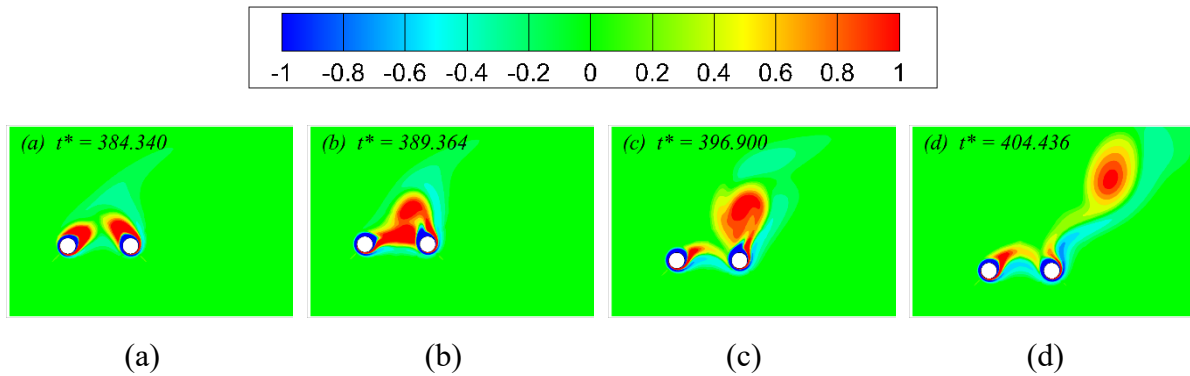 -1 -0.8 -0.6 -0.4 -0.2 0 0.2 0.4 0.6 0.8 1
(a) t* = 384.340
(b) t* = 389.364
(c) t* = 396.900
(d) t* = 404.436
(a) (b) (c) (d)